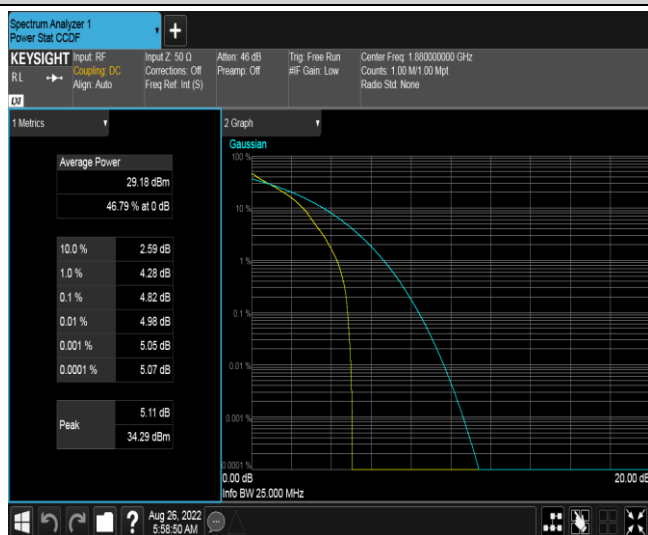 Spectrum Analyzer 1
Power Stat CCDF
KEYSIGHT
RL
LXI
Input: RF
Coupling: DC
Align: Auto
Input Z: 50 Ω
Corrections: Off
Freq Ref: Int (S)
Atten: 46 dB
Preamp: Off
Trig: Free Run
#IF Gain: Low
Center Freq: 1.880000000 GHz
Counts: 1.00 M/1.00 Mpt
Radio Std: None
1 Metrics
Average Power
29.18 dBm
46.79 % at 0 dB
10.0 % 2.59 dB
1.0 % 4.28 dB
0.1 % 4.82 dB
0.01 % 4.98 dB
0.001 % 5.05 dB
0.0001 % 5.07 dB
Peak
5.11 dB
34.29 dBm
2 Graph
Gaussian
100 %
10 %
1 %
0.1 %
0.01 %
0.001 %
0.0001 %
0.00 dB 20.00 dB
Info BW 25.000 MHz
?
Aug 26, 2022
5:58:50 AM